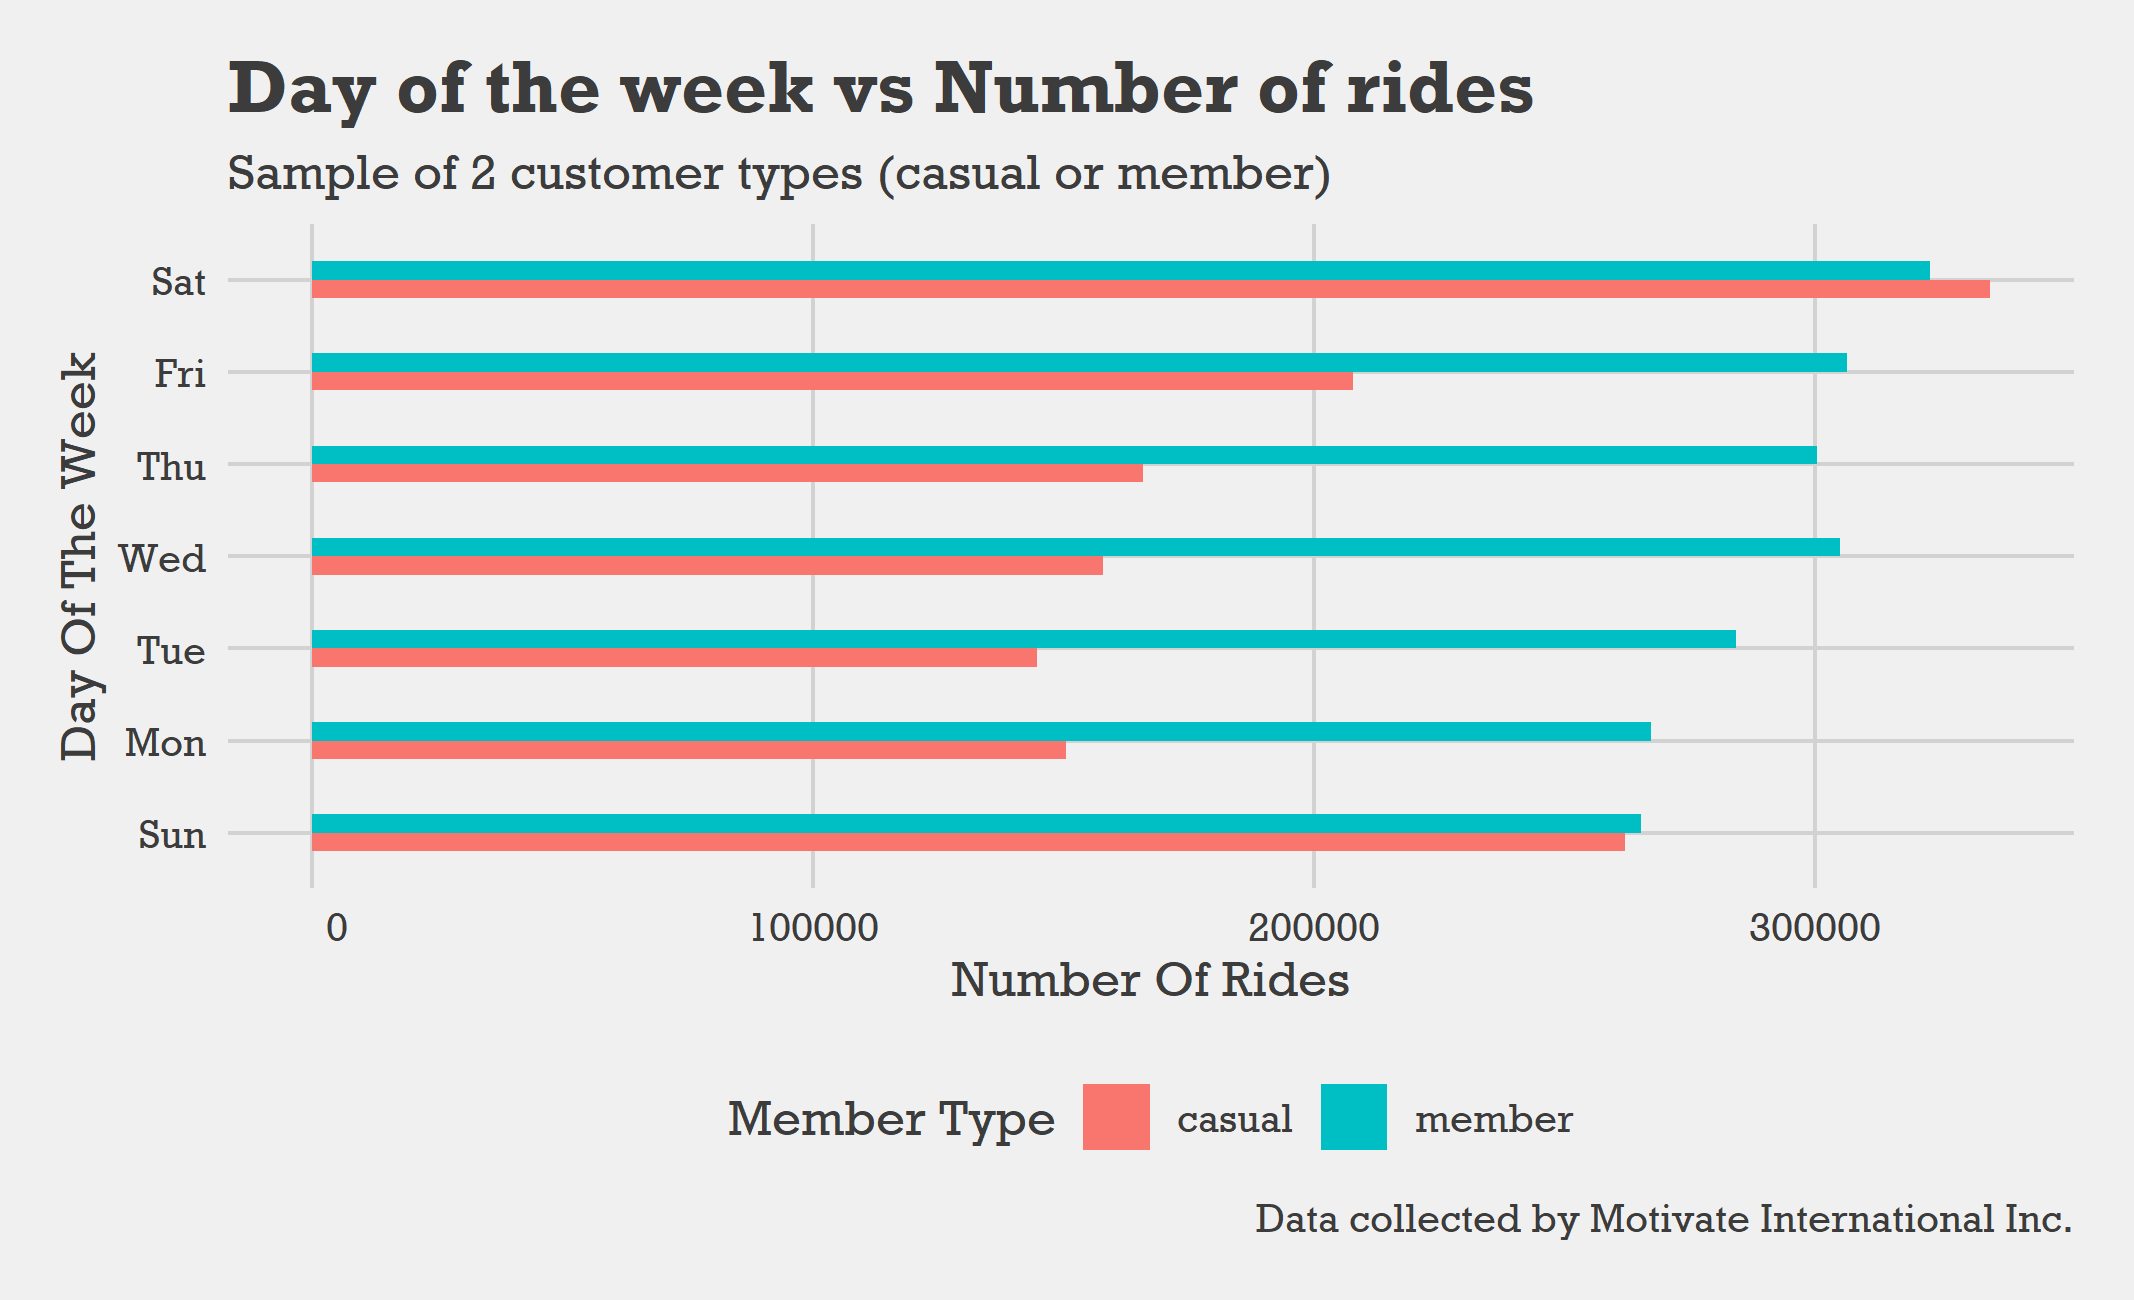 Day of the week vs Number of rides
Sample of 2 customer types (casual or member)
Day Of The Week
Sat
Fri
Thu
Wed
Tue
Mon
Sun
0 100000 200000 300000
Number Of Rides
Member Type casual member
Data collected by Motivate International Inc.